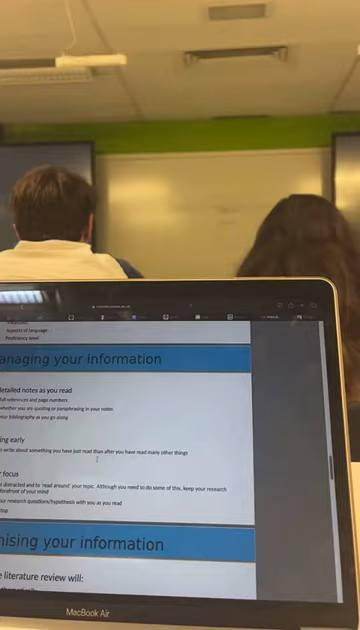 Aspects of language
Proficiency level
anaging your information
detailed notes as you read
full references and page numbers
whether you are quoting or paraphrasing in your notes
our bibliography as you go along
ing early
write about something you have just read than after you have read many other things
focus
distracted and to 'read around' your topic. Although you need to do some of this, keep your research
forefront of your mind
our research questions/hypothesis with you as you read
stop
nising your information
e literature review will:
MacBook Air